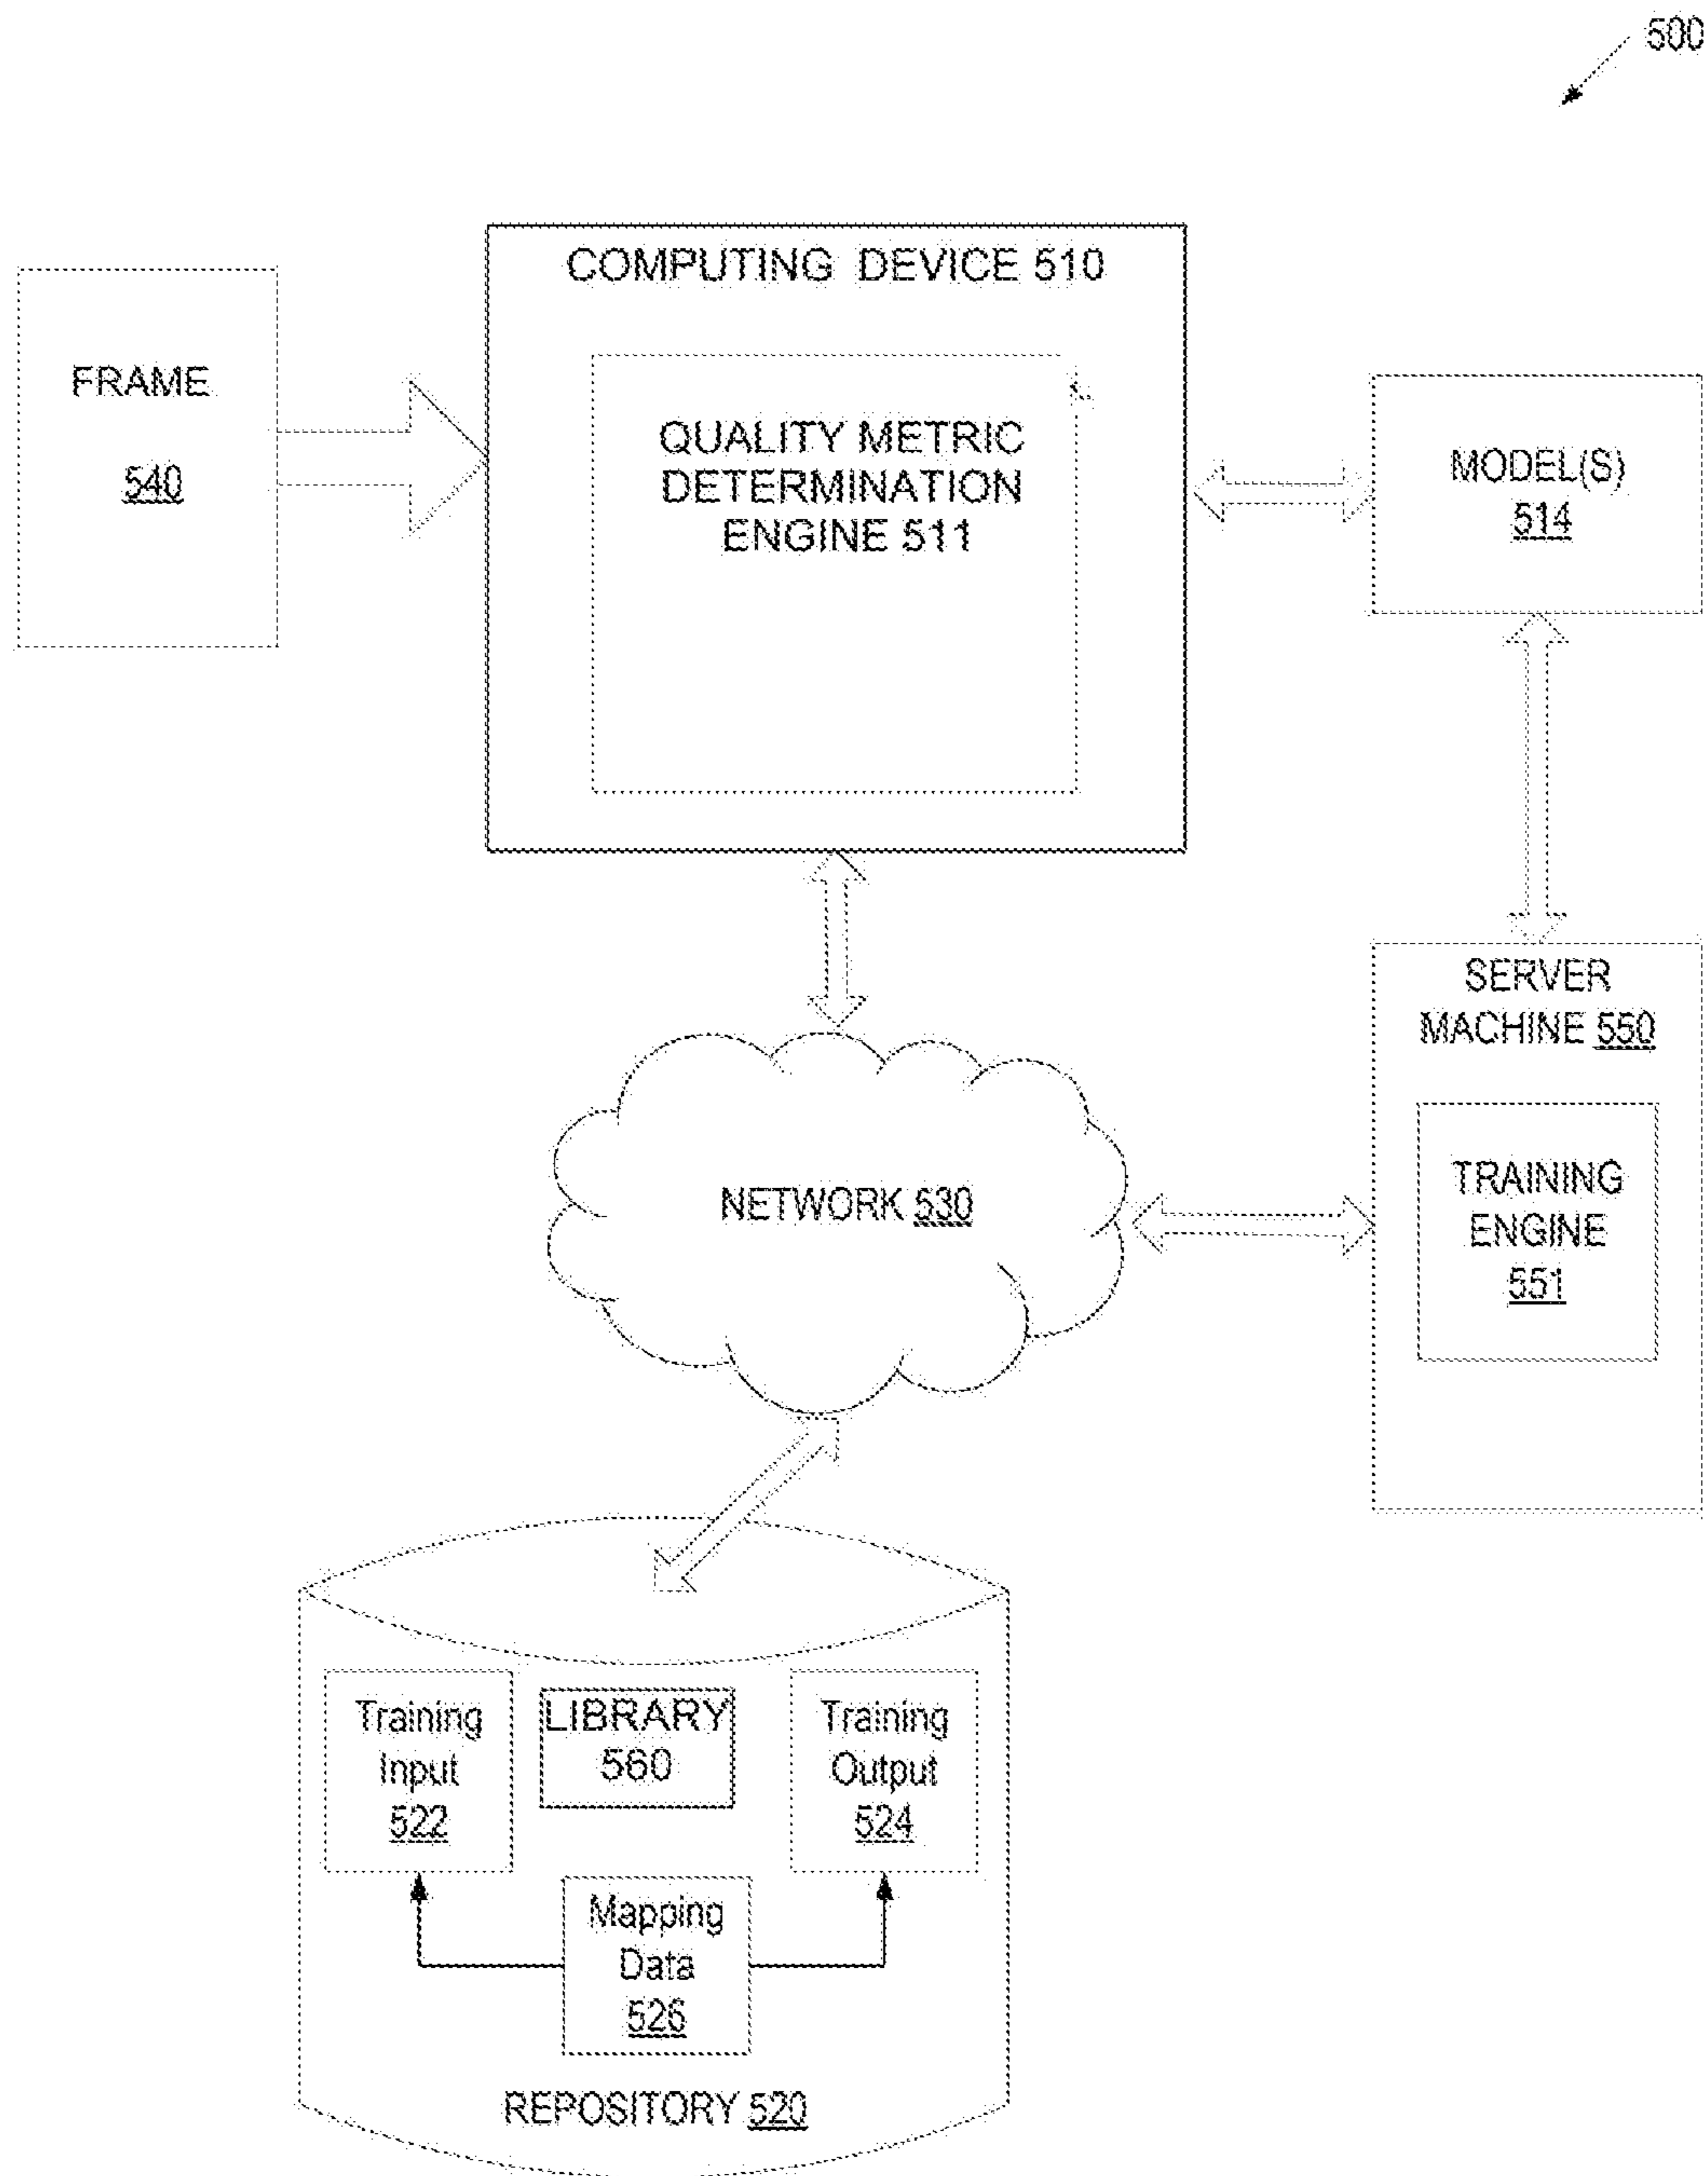 500
COMPUTING DEVICE 510
FRAME
540
QUALITY METRIC
DETERMINATION
ENGINE 511
MODEL(S)
514
SERVER
MACHINE 550
TRAINING
ENGINE
551
NETWORK 530
Training
Input
522
LIBRARY
560
Training
Output
524
Mapping
Data
526
REPOSITORY 520